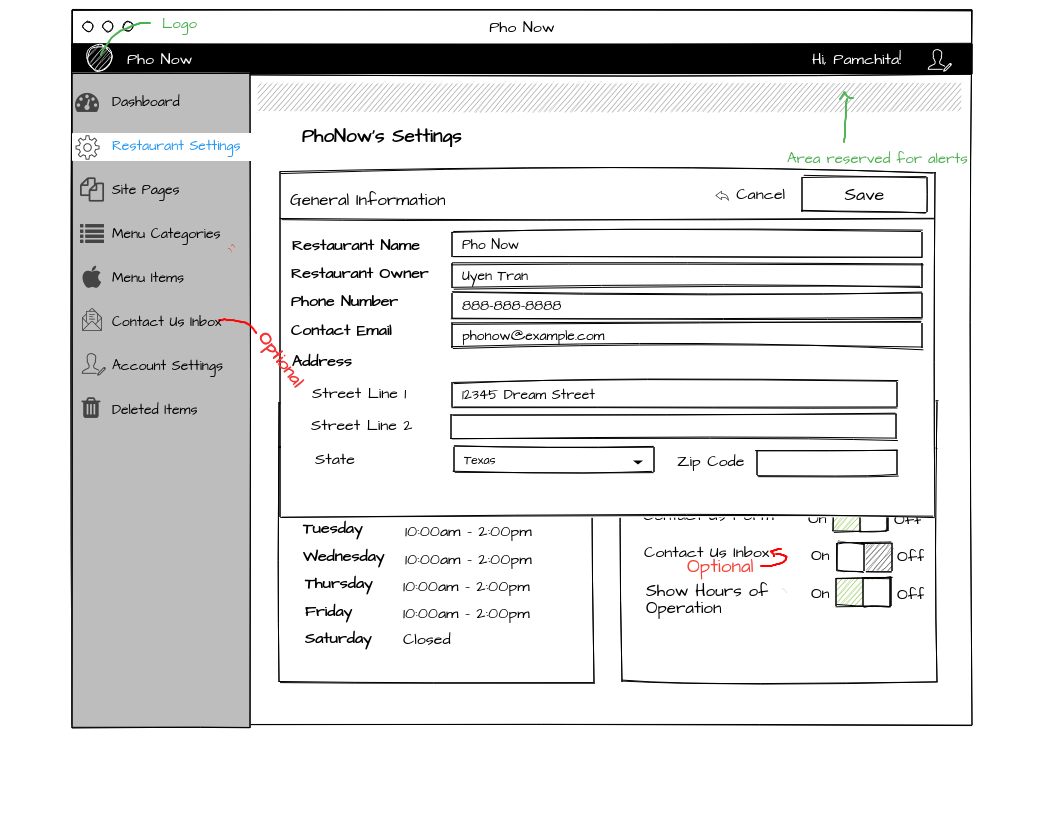 Logo
Pho Now
Pho Now
Hi, Pamchita!
Dashboard
Restaurant Settings
Site Pages
Menu Categories
Menu Items
Contact Us Inbox
Optional
Account Settings
Deleted Items
PhoNow's Settings
Area reserved for alerts
General Information
Cancel
Save
Restaurant Name Pho Now
Restaurant Owner Uyen Tran
Phone Number 888-888-8888
Contact Email phonow@example.com
Address
Street Line 1 12345 Dream Street
Street Line 2
State Texas Zip Code
Tuesday 10:00am - 2:00pm
Wednesday 10:00am - 2:00pm
Thursday 10:00am - 2:00pm
Friday 10:00am - 2:00pm
Saturday Closed
On Off
Contact Us Inbox On Off
Optional
Show Hours of On Off
Operation